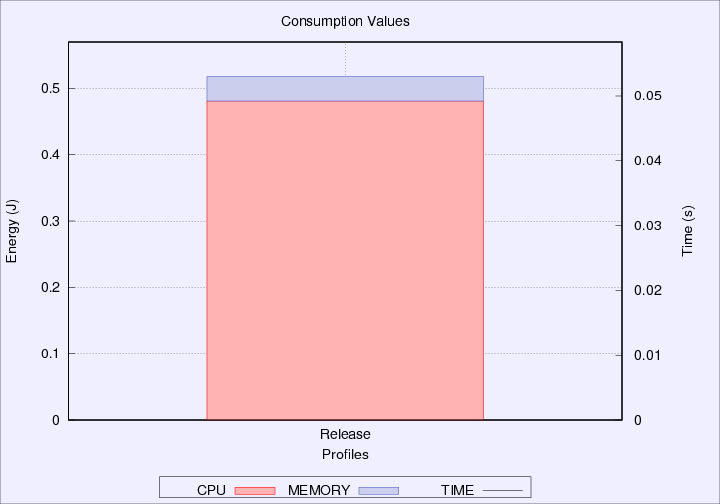 Consumption Values
Energy (J)
0.5
0.4
0.3
0.2
0.1
0
Time (s)
0.05
0.04
0.03
0.02
0.01
0
Release
Profiles
CPU MEMORY TIME